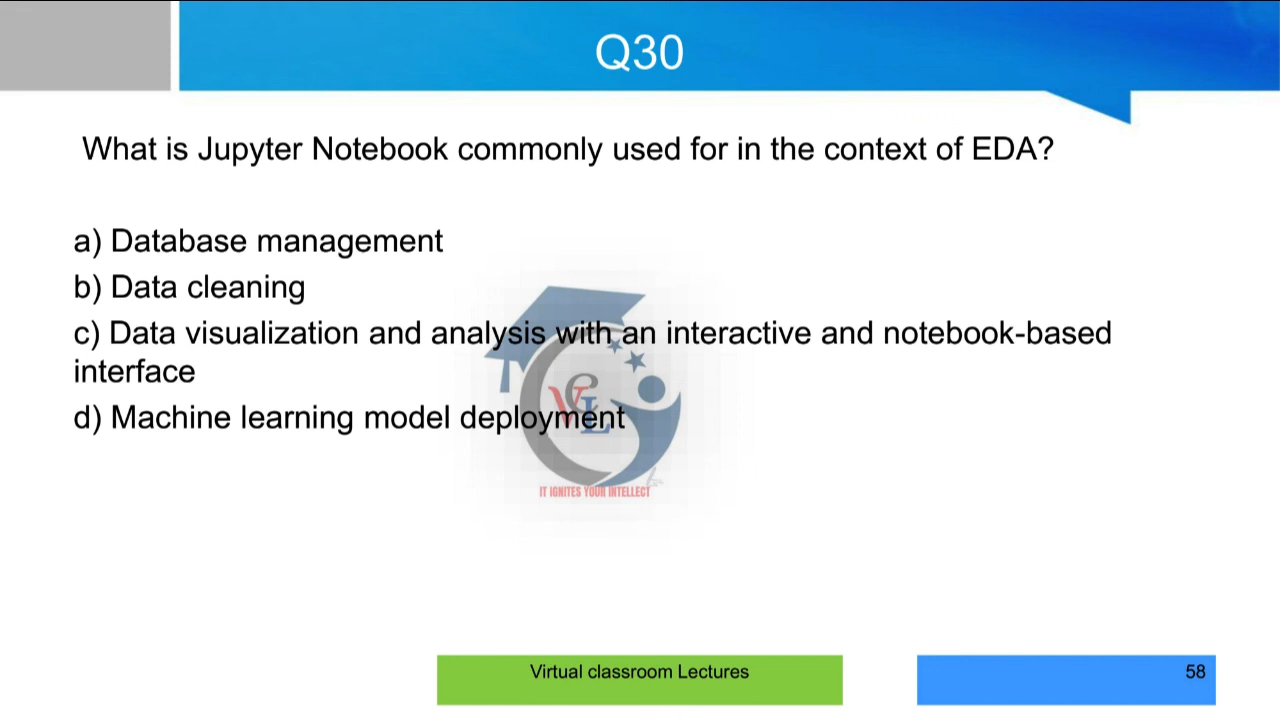 Q30
What is Jupyter Notebook commonly used for in the context of EDA?
a) Database management
b) Data cleaning
c) Data visualization and analysis with an interactive and notebook-based
interface
d) Machine learning model deployment
VCL
IT IGNITES YOUR INTELLECT
Virtual classroom Lectures
58